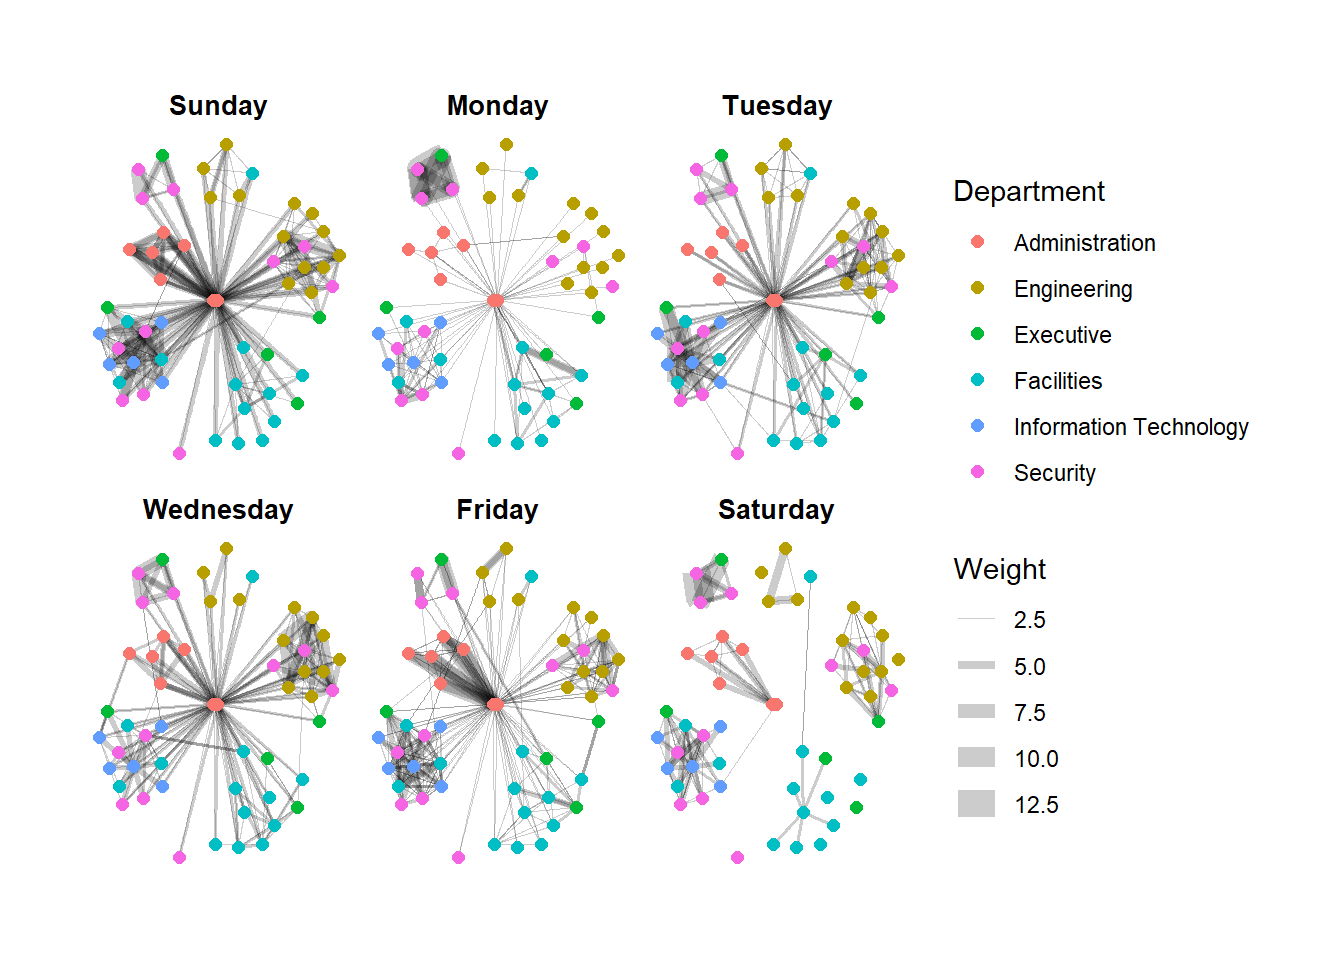 Sunday
Monday
Tuesday
Wednesday
Friday
Saturday
Department
Administration
Engineering
Executive
Facilities
Information Technology
Security
Weight
2.5
5.0
7.5
10.0
12.5